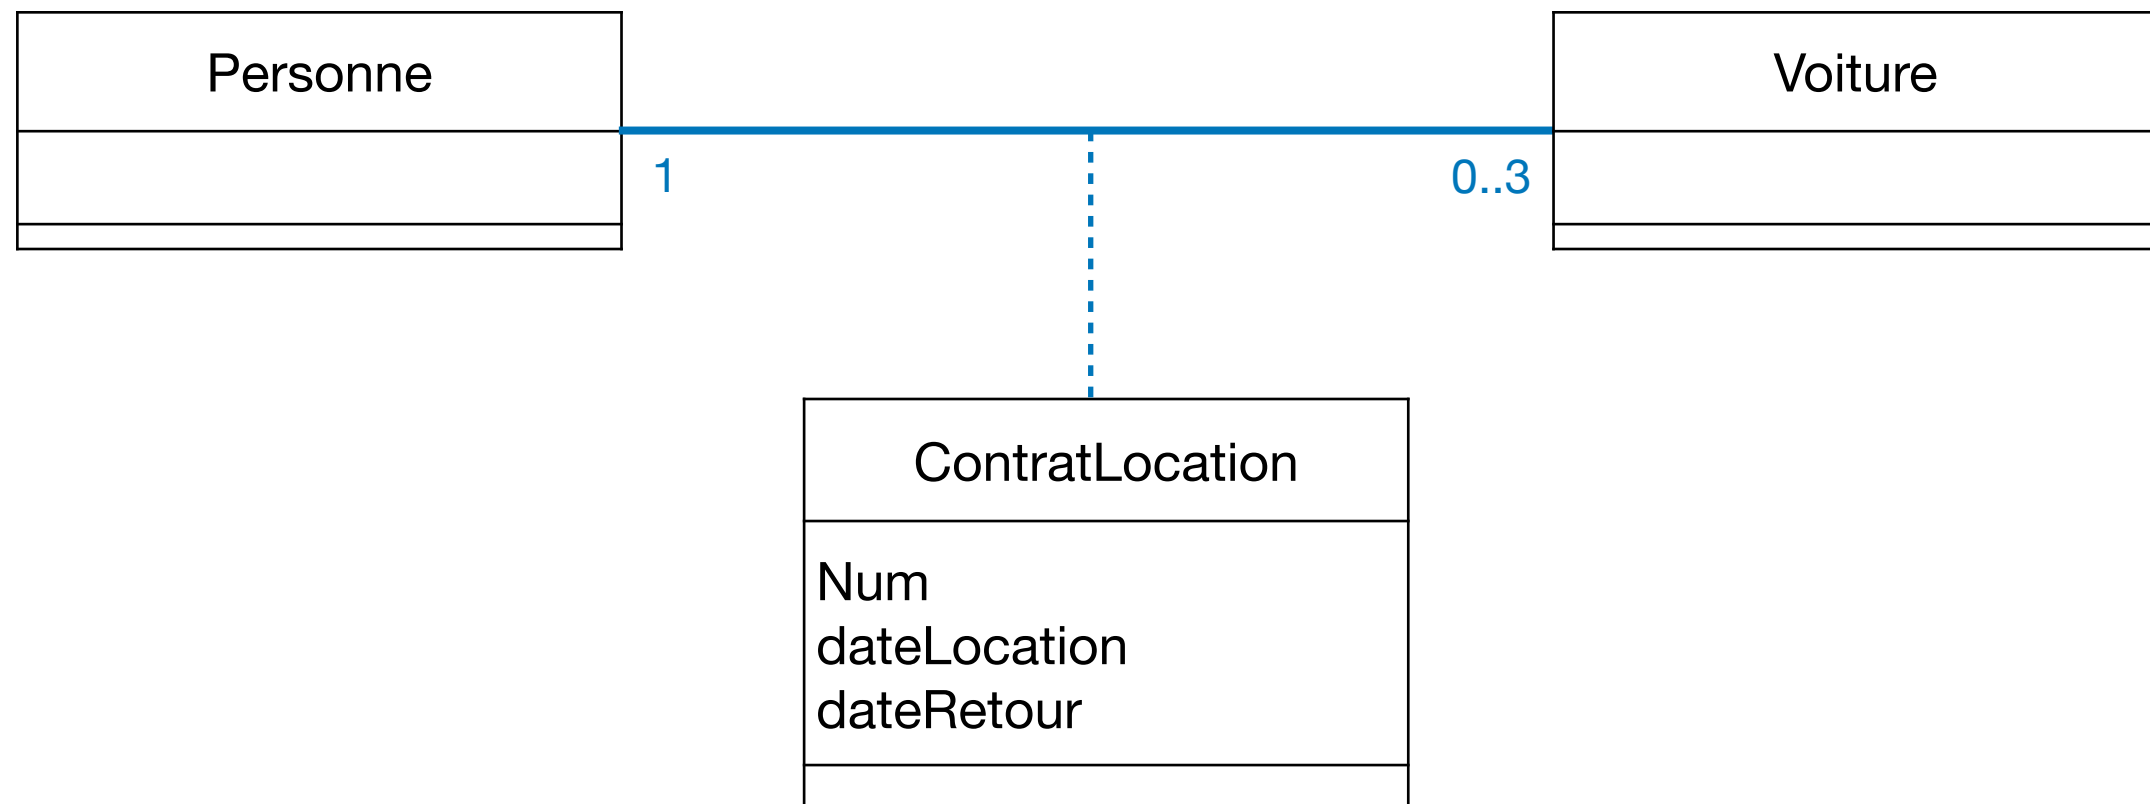 Personne
Voiture
1
0..3
ContratLocation
Num
dateLocation
dateRetour